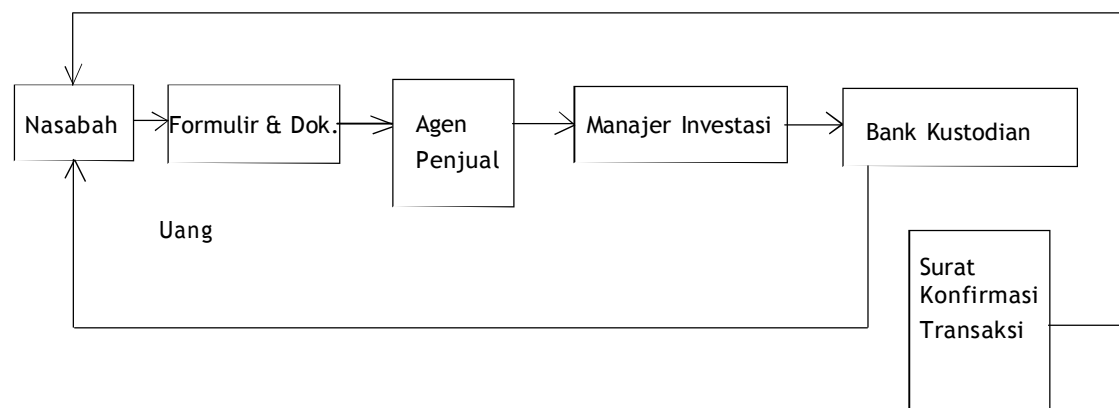 Nasabah
Formulir & Dok.
Agen
Penjual
Manajer Investasi
Bank Kustodian
Uang
Surat
Konfirmasi
Transaksi